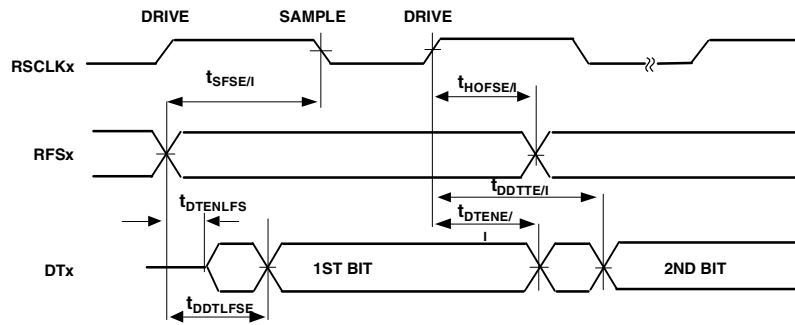 DRIVE SAMPLE DRIVE
RSCLKx
tSFSE/I
tHOFSE/I
RFSx
tDDTTE/I
tDTENLFS
tDTENE/
I
DTx
1ST BIT
2ND BIT
tDDTLFSE